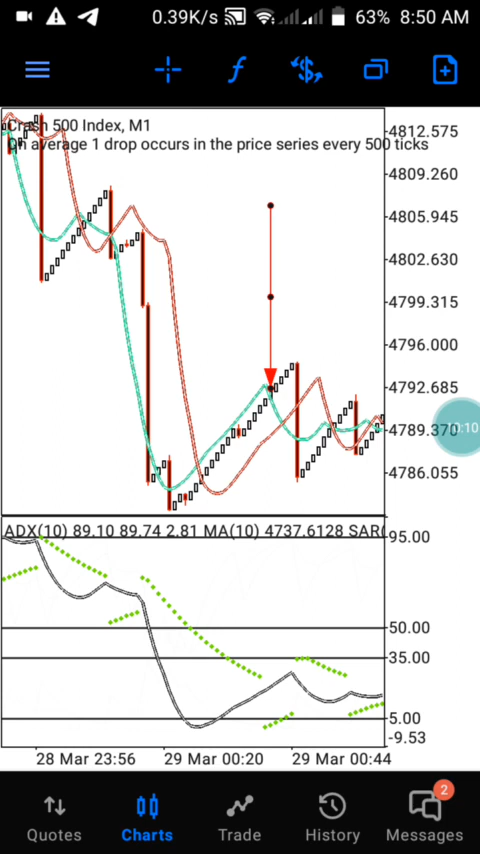 0.39K/s 63% 8:50 AM
Crash 500 Index, M1
On average 1 drop occurs in the price series every 500 ticks
4812.575
4809.260
4805.945
4802.630
4799.315
4796.000
4792.685
4789.370
0:10
4786.055
ADX(10) 89.10 89.74 2.81 MA(10) 4737.6128 SAR(
95.00
50.00
35.00
5.00
-9.53
28 Mar 23:56 29 Mar 00:20 29 Mar 00:44
2
Quotes Charts Trade History Messages